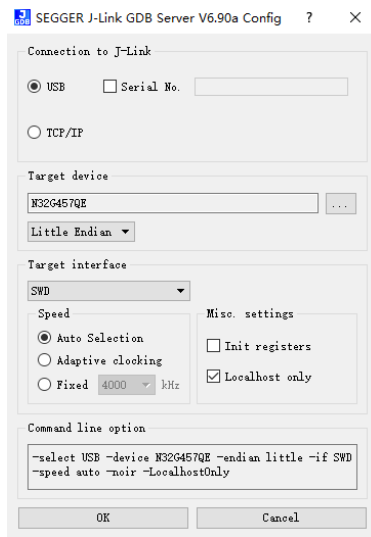 SEGGER J-Link GDB Server V6.90a Config ? ×
Connection to J-Link
USB Serial No.
TCP/IP
Target device
N32G457QE ...
Little Endian
Target interface
SWD
Speed
Auto Selection
Adaptive clocking
Fixed 4000 kHz
Misc. settings
Init registers
Localhost only
Command line option
-select USB -device N32G457QE -endian little -if SWD
-speed auto -noir -LocalhostOnly
OK Cancel